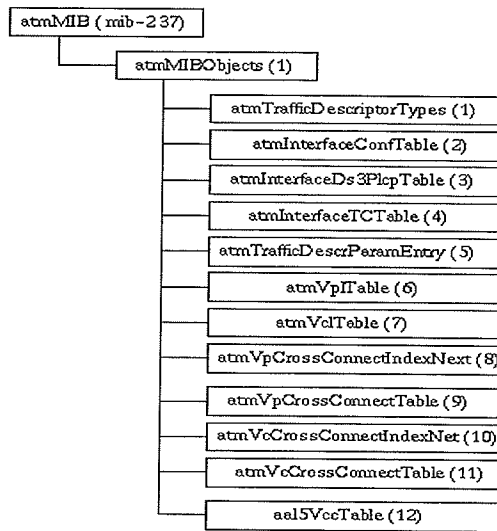 atmMIB ( mib-2 37)
atmMIBObjects (1)
atmTrafficDescriptorTypes (1)
atmInterfaceConfTable (2)
atmInterfaceDs3PlcpTable (3)
atmInterfaceTCTable (4)
atmTrafficDescrParamEntry (5)
atmVplTable (6)
atmVclTable (7)
atmVpCrossConnectIndexNext (8)
atmVpCrossConnectTable (9)
atmVcCrossConnectIndexNet (10)
atmVcCrossConnectTable (11)
aal5VccTable (12)